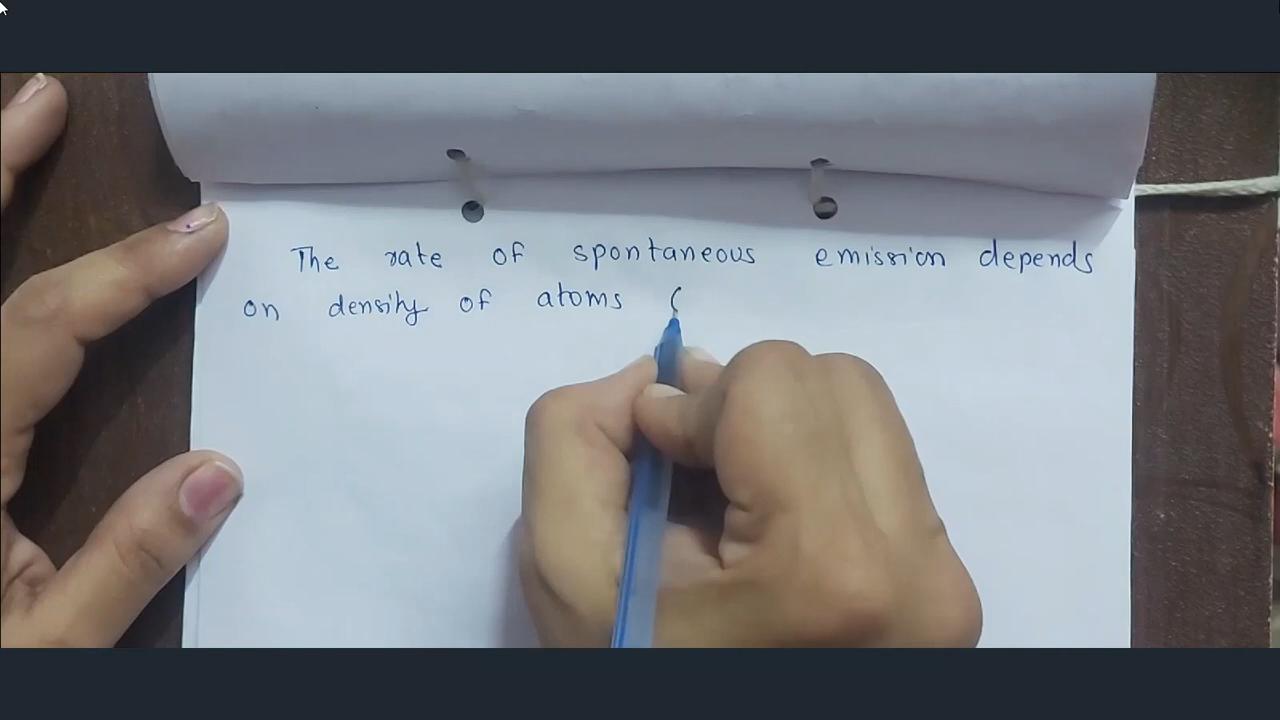 The rate of spontaneous emission depends
on density of atoms (